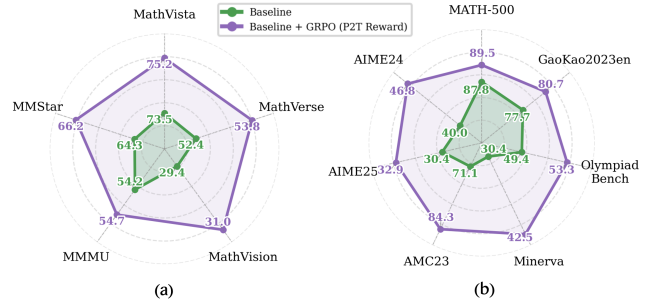 Baseline
Baseline + GRPO (P2T Reward)
MathVista
75.2
73.5
MMStar
66.2
64.3
MathVerse
53.8
52.4
54.2
29.4
54.7
31.0
MMMU
MathVision
(a)
MATH-500
89.5
87.8
AIME24
46.8
40.0
GaoKao2023en
80.7
77.7
AIME25
32.9
30.4
30.4
49.4
Olympiad
Bench
53.3
71.1
84.3
42.5
AMC23
Minerva
(b)